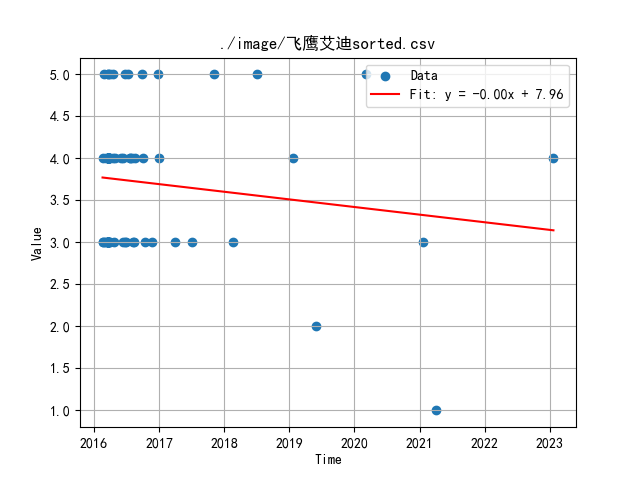 ./image/飞鹰艾迪sorted.csv
Data
Fit: y = -0.00x + 7.96
5.0
4.5
4.0
3.5
3.0
2.5
2.0
1.5
1.0
Value
2016 2017 2018 2019 2020 2021 2022 2023
Time